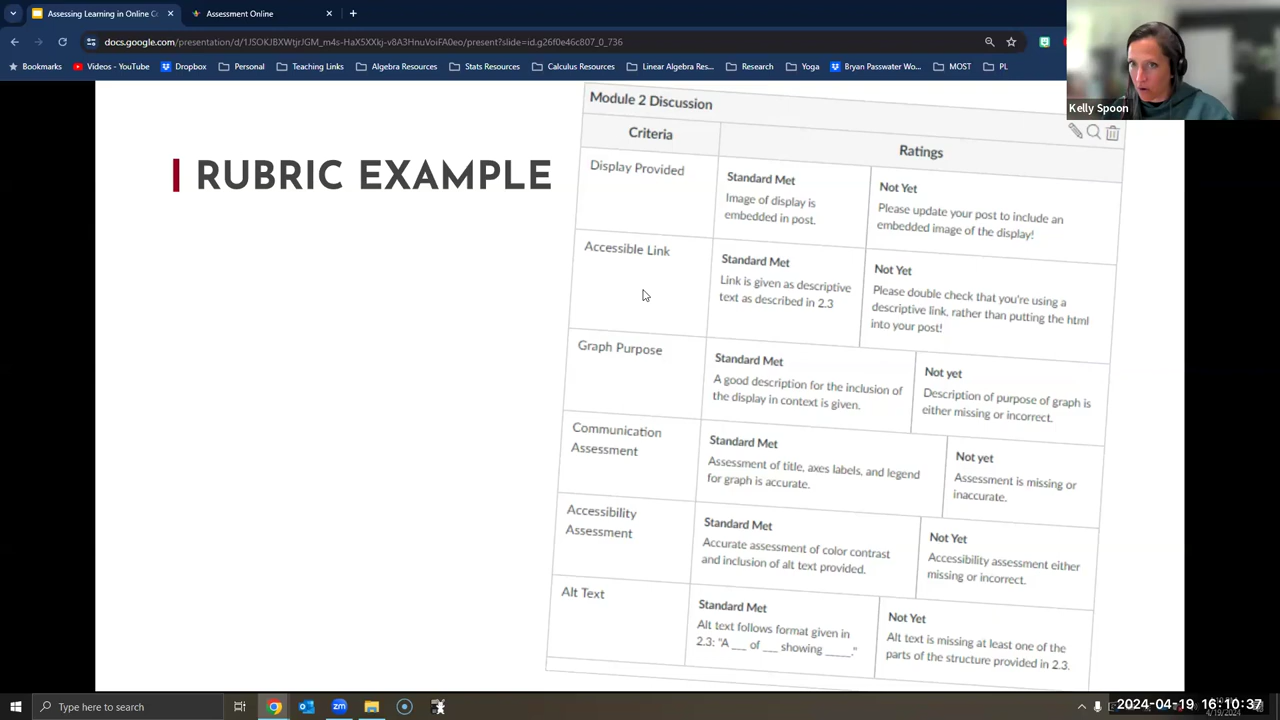 Assessing Learning in Online Co
Assessment Online
docs.google.com/presentation/d/1JSOKJBXWtjrJGM_m4s-HaX5XXkj-v8A3HnuVoiFA0eo/present?slide=id.g26f0e46c807_0_736
Bookmarks
Videos - YouTube
Dropbox
Personal
Teaching Links
Algebra Resources
Stats Resources
Calculus Resources
Linear Algebra Res...
Research
Yoga
Bryan Passwater Wo...
MOST
PL
Kelly Spoon
RUBRIC EXAMPLE
Module 2 Discussion
Criteria
Ratings
Display Provided
Standard Met
Image of display is
embedded in post.
Not Yet
Please update your post to include an
embedded image of the display!
Accessible Link
Standard Met
Link is given as descriptive
text as described in 2.3
Not Yet
Please double check that you're using a
descriptive link, rather than putting the html
into your post!
Graph Purpose
Standard Met
A good description for the inclusion of
the display in context is given.
Not yet
Description of purpose of graph is
either missing or incorrect.
Communication
Assessment
Standard Met
Assessment of title, axes labels, and legend
for graph is accurate.
Not yet
Assessment is missing or
inaccurate.
Accessibility
Assessment
Standard Met
Accurate assessment of color contrast
and inclusion of alt text provided.
Not Yet
Accessibility assessment either
missing or incorrect.
Alt Text
Standard Met
Alt text follows format given in
2.3: "A ___ of ___ showing _____."
Not Yet
Alt text is missing at least one of the
parts of the structure provided in 2.3.
Type here to search
2024-04-19 16:10:37
4/19/2024